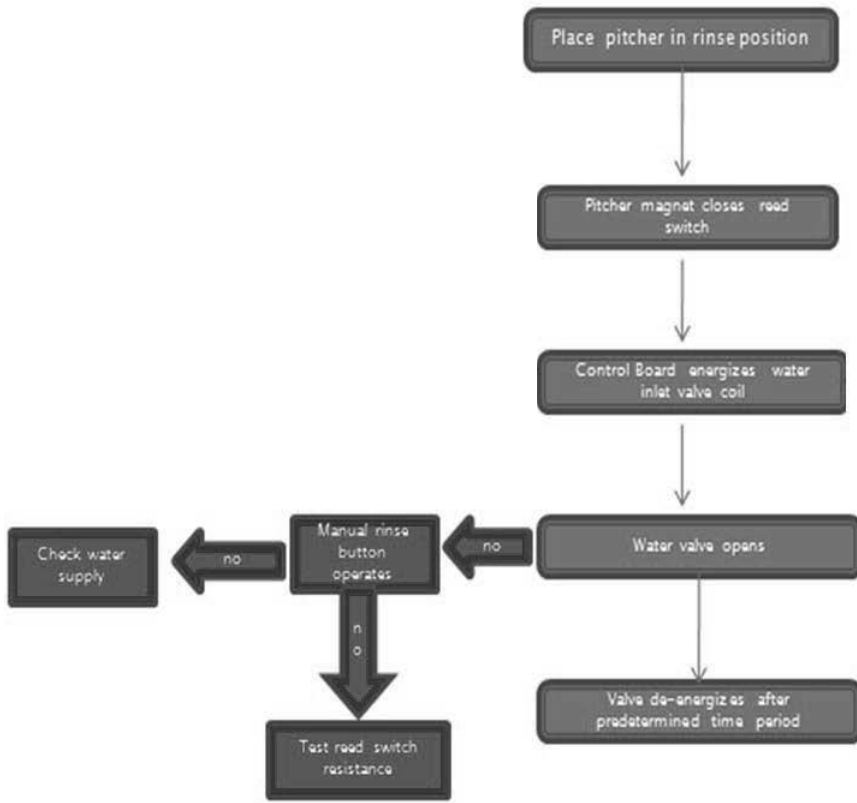 Place pitcher in rinse position
Pitcher magnet closes reed
switch
Control Board energizes water
inlet valve coil
Water valve opens
no
Manual rinse
button
operates
no
Check water
supply
n
o
Test reed switch
resistance
Valve de-energizes after
predetermined time period